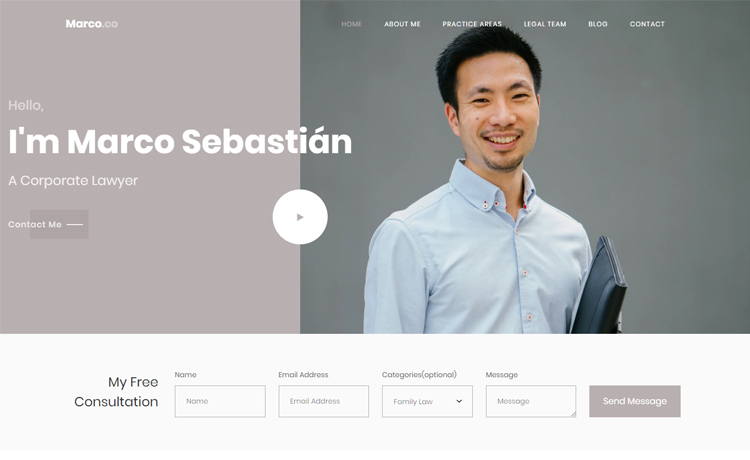 Marco.co
HOME ABOUT ME PRACTICE AREAS LEGAL TEAM BLOG CONTACT
Hello,
I'm Marco Sebastián
A Corporate Lawyer
Contact Me
My Free
Consultation
Name
Name
Email Address
Email Address
Categories(optional)
Family Law
Message
Message
Send Message